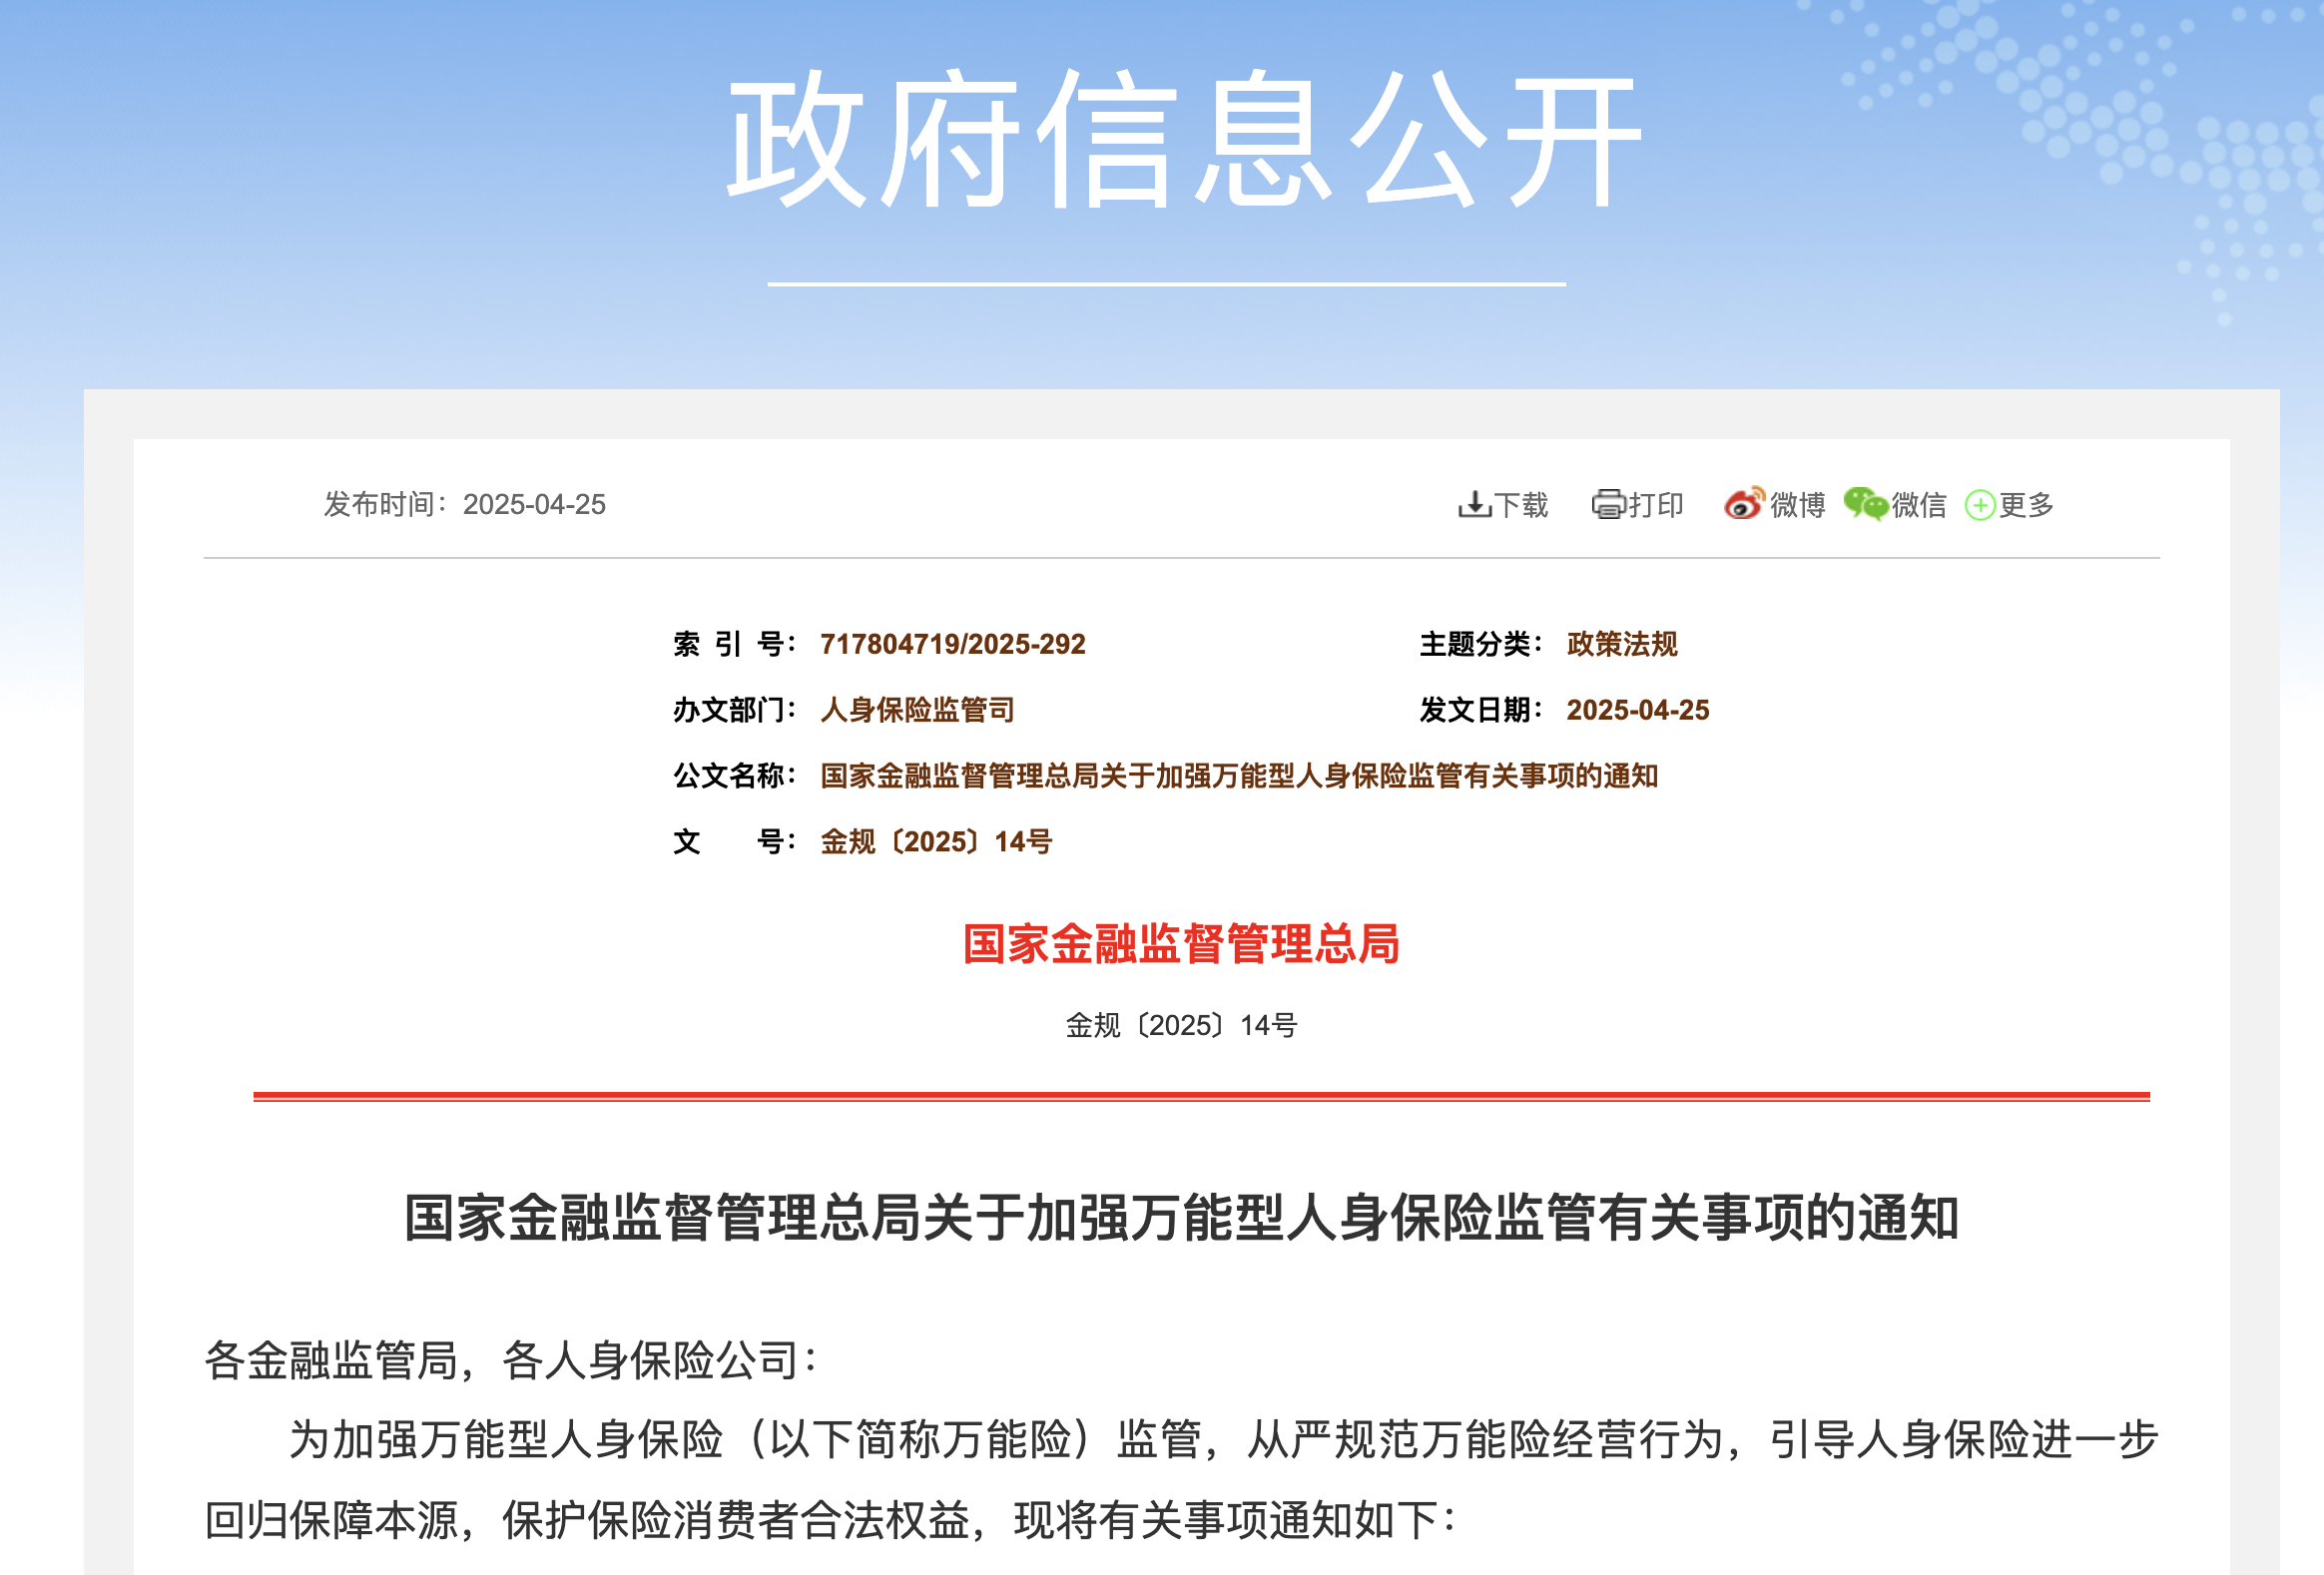 政府信息公开
发布时间：2025-04-25 下载 打印 微博 微信 更多
索 引 号： 717804719/2025-292 主题分类： 政策法规
办文部门： 人身保险监管司 发文日期： 2025-04-25
公文名称： 国家金融监督管理总局关于加强万能型人身保险监管有关事项的通知
文 号： 金规〔2025〕14号
国家金融监督管理总局
金规〔2025〕14号
国家金融监督管理总局关于加强万能型人身保险监管有关事项的通知
各金融监管局，各人身保险公司：
为加强万能型人身保险（以下简称万能险）监管，从严规范万能险经营行为，引导人身保险进一步
回归保障本源，保护保险消费者合法权益，现将有关事项通知如下：